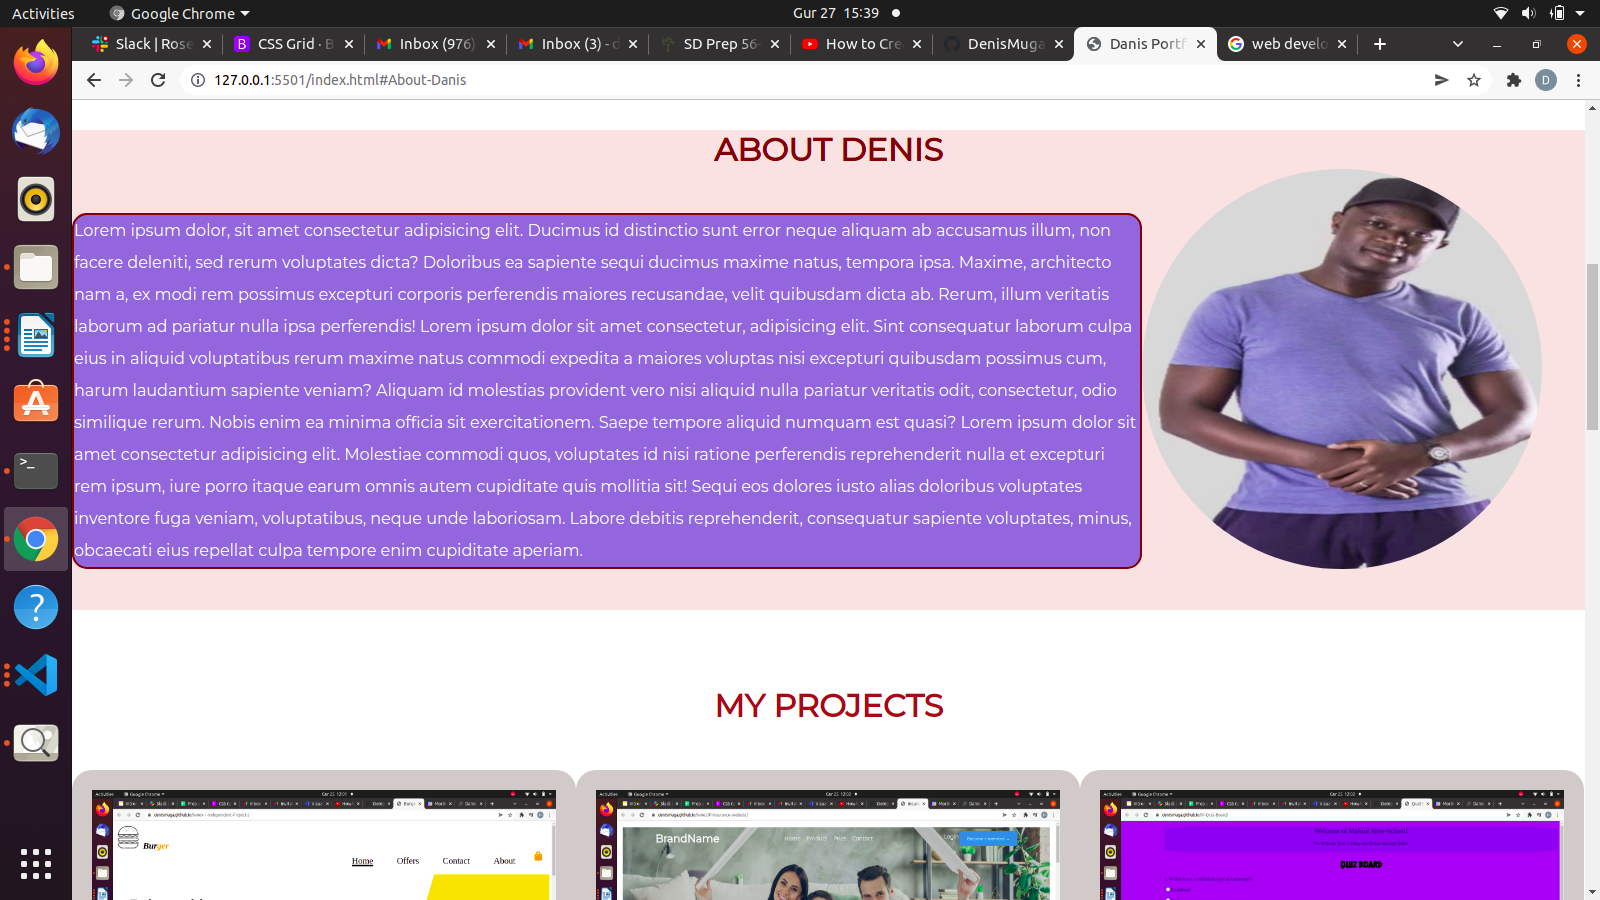 Activities
Google Chrome
Gur 27 15:39
Slack | Rose
CSS Grid · B
Inbox (976)
Inbox (3) - d
SD Prep 56-
How to Cre
DenisMuga
Danis Portf
web develo
127.0.0.1:5501/index.html#About-Danis
D
ABOUT DENIS
Lorem ipsum dolor, sit amet consectetur adipisicing elit. Ducimus id distinctio sunt error neque aliquam ab accusamus illum, non
facere deleniti, sed rerum voluptates dicta? Doloribus ea sapiente sequi ducimus maxime natus, tempora ipsa. Maxime, architecto
nam a, ex modi rem possimus excepturi corporis perferendis maiores recusandae, velit quibusdam dicta ab. Rerum, illum veritatis
laborum ad pariatur nulla ipsa perferendis! Lorem ipsum dolor sit amet consectetur, adipisicing elit. Sint consequatur laborum culpa
eius in aliquid voluptatibus rerum maxime natus commodi expedita a maiores voluptas nisi excepturi quibusdam possimus cum,
harum laudantium sapiente veniam? Aliquam id molestias provident vero nisi aliquid nulla pariatur veritatis odit, consectetur, odio
similique rerum. Nobis enim ea minima officia sit exercitationem. Saepe tempore aliquid numquam est quasi? Lorem ipsum dolor sit
amet consectetur adipisicing elit. Molestiae commodi quos, voluptates id nisi ratione perferendis reprehenderit nulla et excepturi
rem ipsum, iure porro itaque earum omnis autem cupiditate quis mollitia sit! Sequi eos dolores iusto alias doloribus voluptates
inventore fuga veniam, voluptatibus, neque unde laboriosam. Labore debitis reprehenderit, consequatur sapiente voluptates, minus,
obcaecati eius repellat culpa tempore enim cupiditate aperiam.
MY PROJECTS
Burger
Home Offers Contact About
BrandName
Home Product Price Contact
Login
QUIZ BOARD